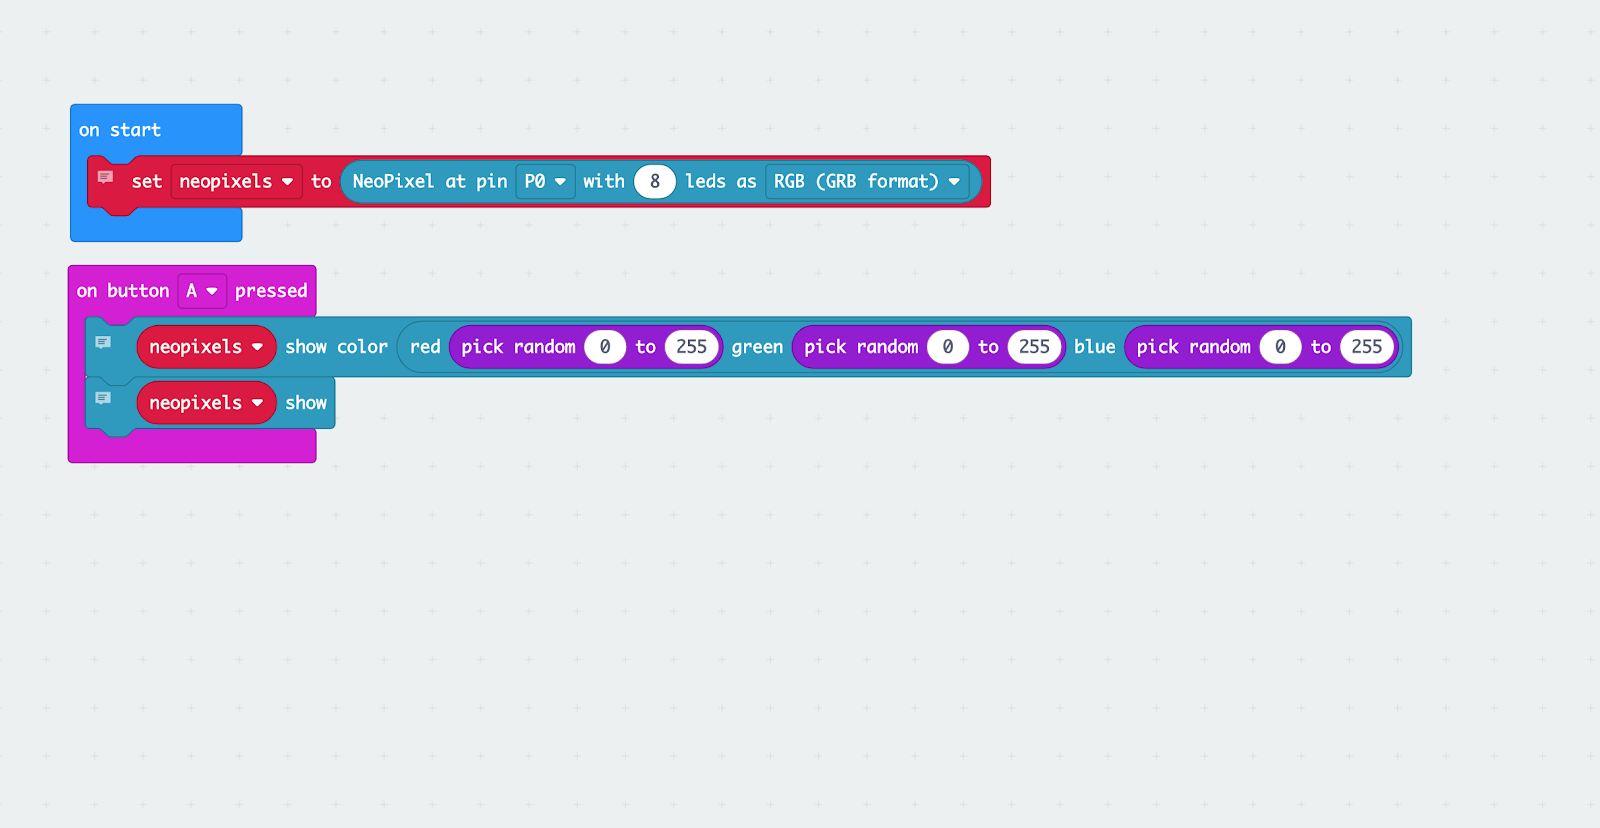 on start
set neopixels to NeoPixel at pin P0 with 8 leds as RGB (GRB format)
on button A pressed
neopixels show color red pick random 0 to 255 green pick random 0 to 255 blue pick random 0 to 255
neopixels show